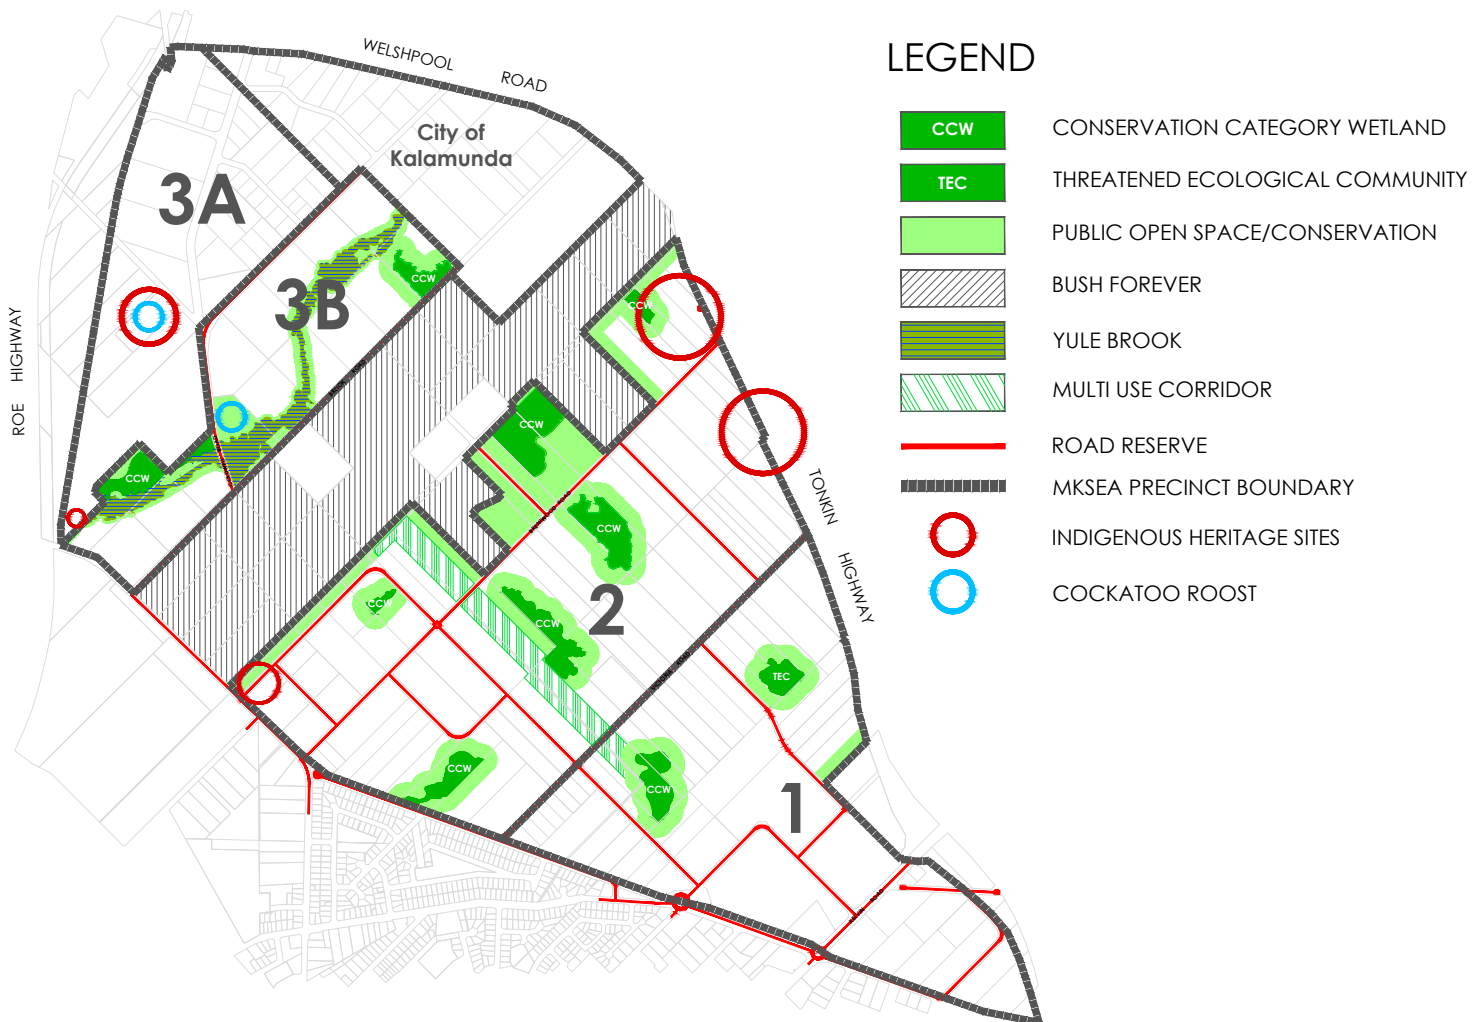 WELSHPOOL ROAD
City of
Kalamunda
3A
3B
ROE HIGHWAY
CCW
CCW
CCW
CCW
CCW
CCW
CCW
CCW
CCW
TEC
2
1
TONKIN HIGHWAY
LEGEND
CCW CONSERVATION CATEGORY WETLAND
TEC THREATENED ECOLOGICAL COMMUNITY
PUBLIC OPEN SPACE/CONSERVATION
BUSH FOREVER
YULE BROOK
MULTI USE CORRIDOR
ROAD RESERVE
MKSEA PRECINCT BOUNDARY
INDIGENOUS HERITAGE SITES
COCKATOO ROOST